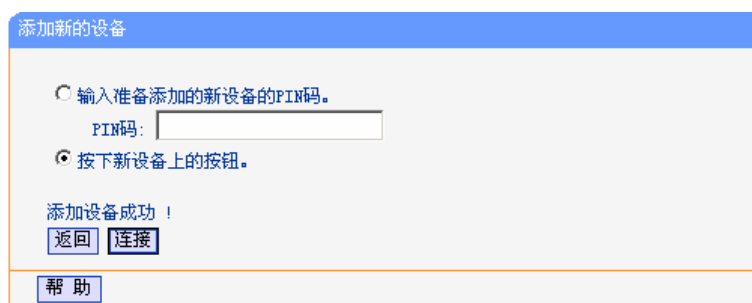 添加新的设备
输入准备添加的新设备的PIN码。
PIN码:
按下新设备上的按钮。
添加设备成功 !
返回 连接
帮 助